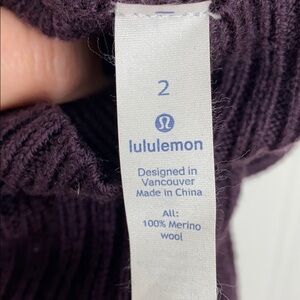 2
lululemon
Designed in
Vancouver
Made in China
All:
100% Merino
wool